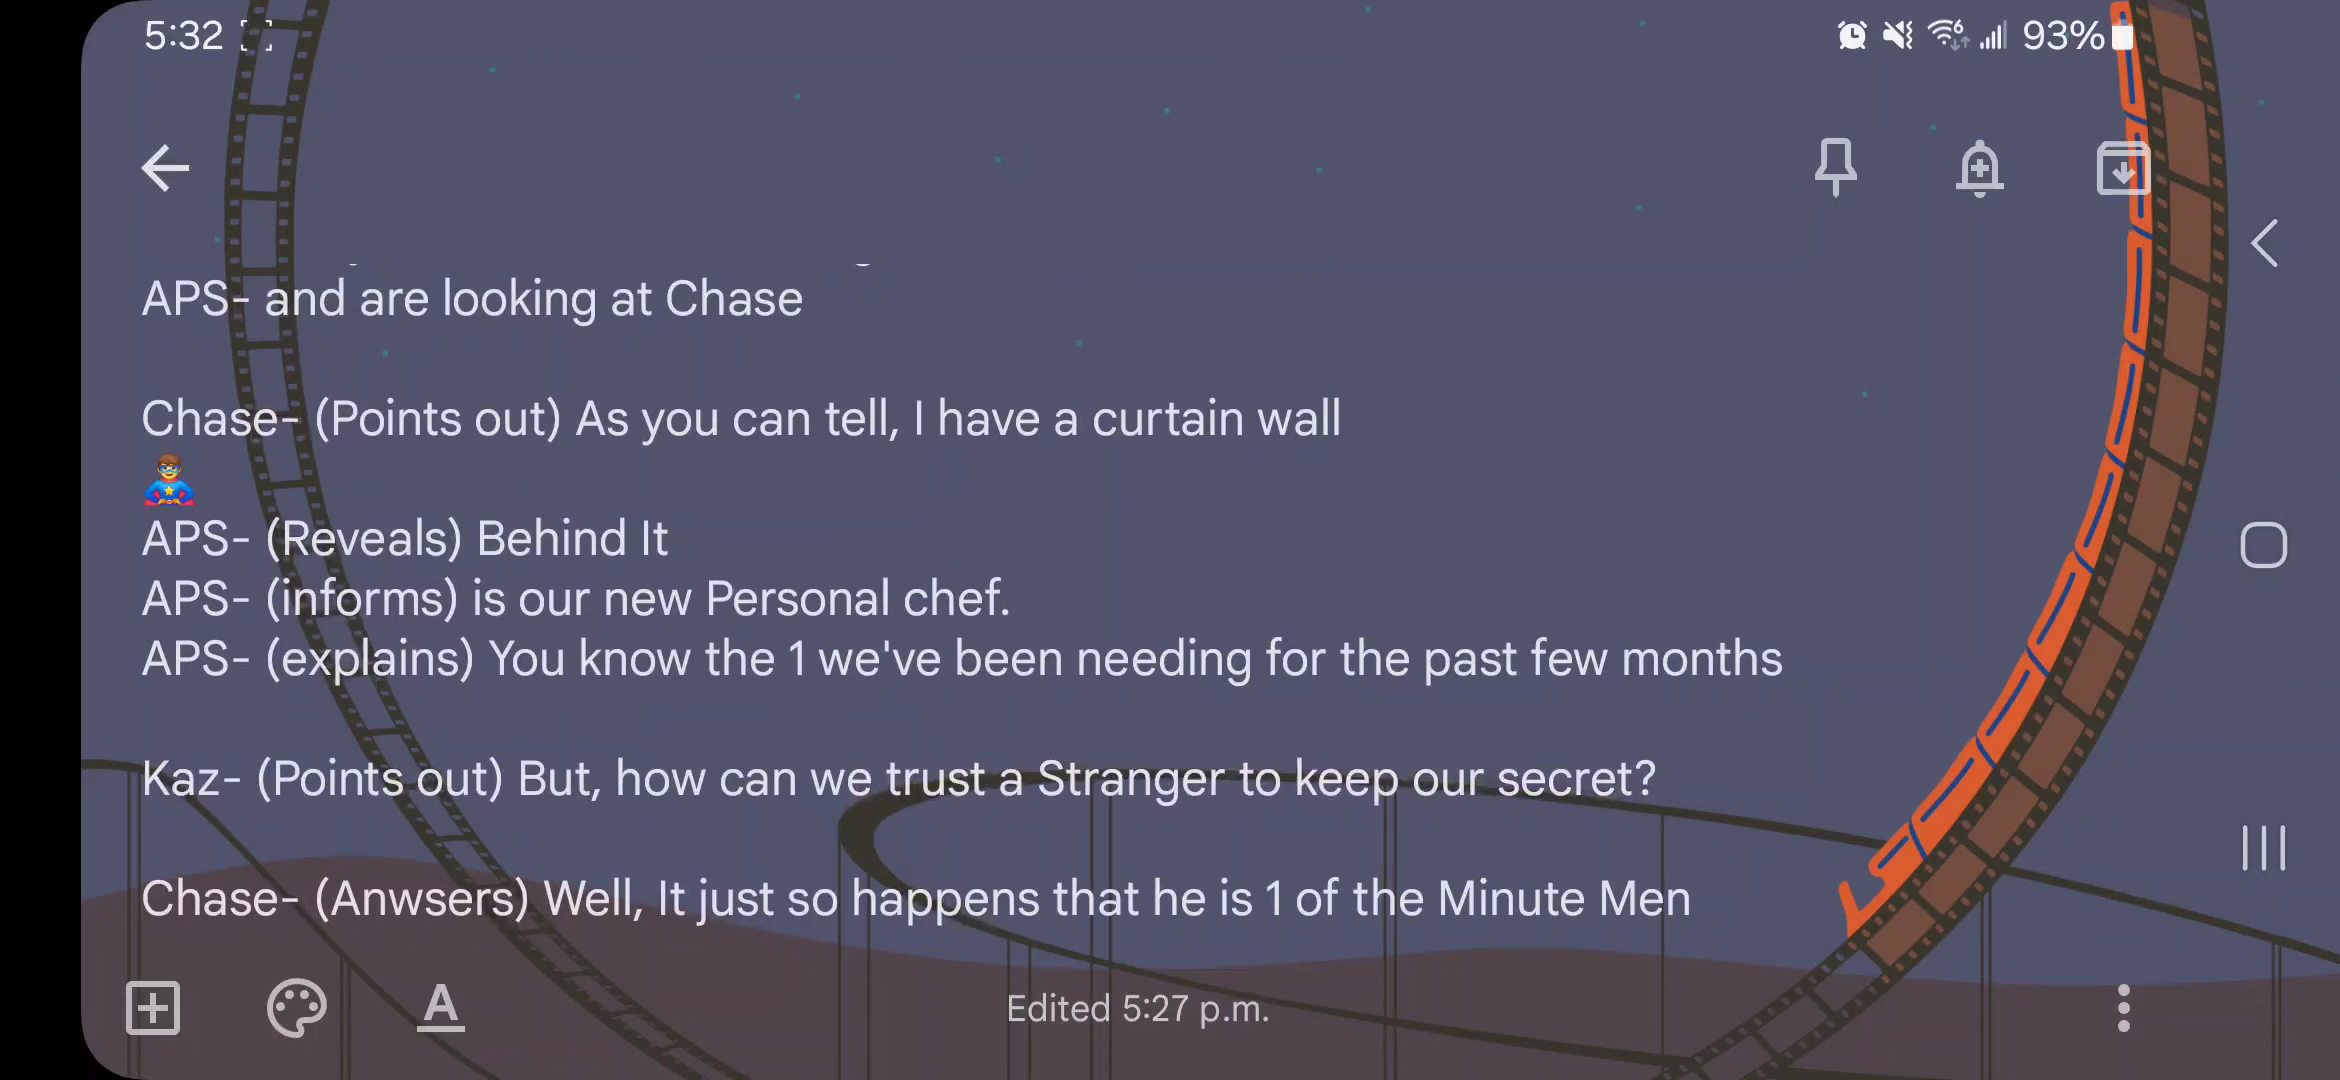 5:32
93%
APS- and are looking at Chase
Chase- (Points out) As you can tell, I have a curtain wall
APS- (Reveals) Behind It
APS- (informs) is our new Personal chef.
APS- (explains) You know the 1 we've been needing for the past few months
Kaz- (Points out) But, how can we trust a Stranger to keep our secret?
Chase- (Anwsers) Well, It just so happens that he is 1 of the Minute Men
A
Edited 5:27 p.m.